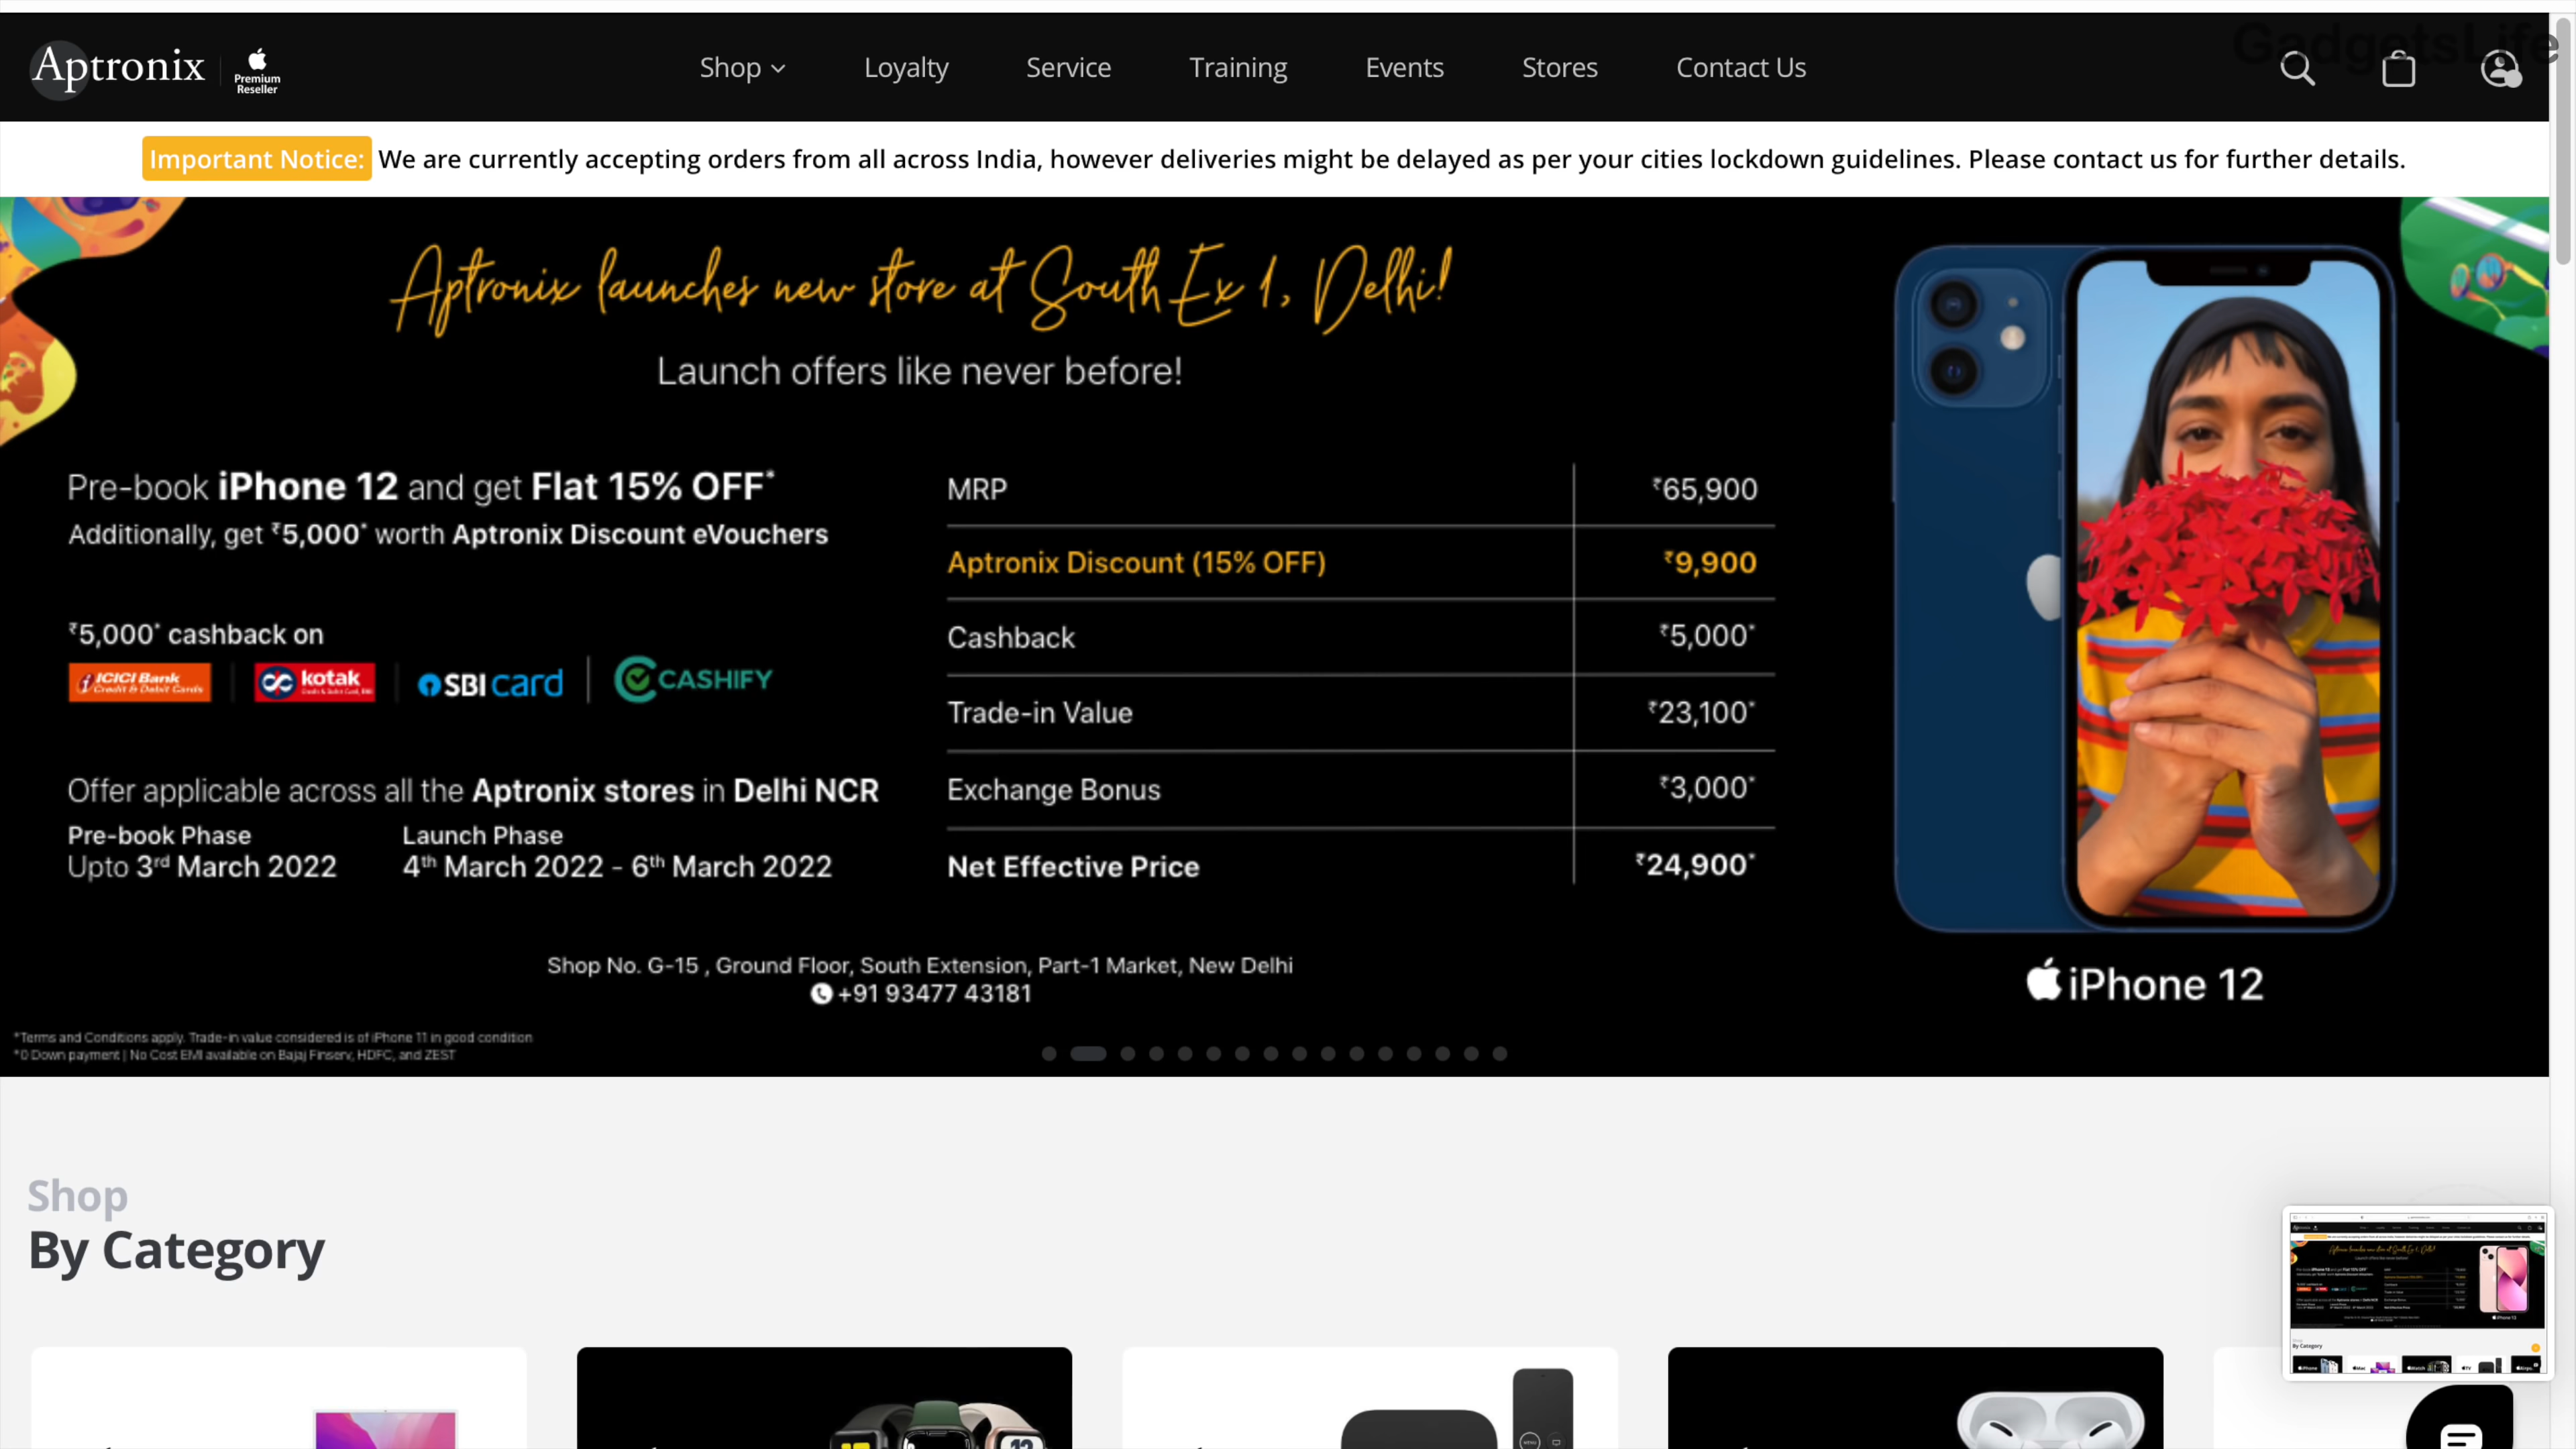 GadgetsLife
Aptronix
Premium
Reseller
Shop
Loyalty
Service
Training
Events
Stores
Contact Us
Important Notice: We are currently accepting orders from all across India, however deliveries might be delayed as per your cities lockdown guidelines. Please contact us for further details.
Aptronix launches new store at South Ex 1, Delhi!
Launch offers like never before!
Pre-book iPhone 12 and get Flat 15% OFF*
Additionally, get ₹5,000* worth Aptronix Discount eVouchers
₹5,000* cashback on
ICICI Bank
Credit & Debit Cards
kotak
SBI card
CASHIFY
Offer applicable across all the Aptronix stores in Delhi NCR
Pre-book Phase
Upto 3rd March 2022
Launch Phase
4th March 2022 - 6th March 2022
MRP ₹65,900
Aptronix Discount (15% OFF) ₹9,900
Cashback ₹5,000*
Trade-in Value ₹23,100*
Exchange Bonus ₹3,000*
Net Effective Price ₹24,900*
iPhone 12
Shop No. G-15 , Ground Floor, South Extension, Part-1 Market, New Delhi
+91 93477 43181
*Terms and Conditions apply. Trade-in value considered is of iPhone 11 in good condition
*0 Down payment | No Cost EMI available on Bajaj Finserv, HDFC, and ZEST
Shop
By Category